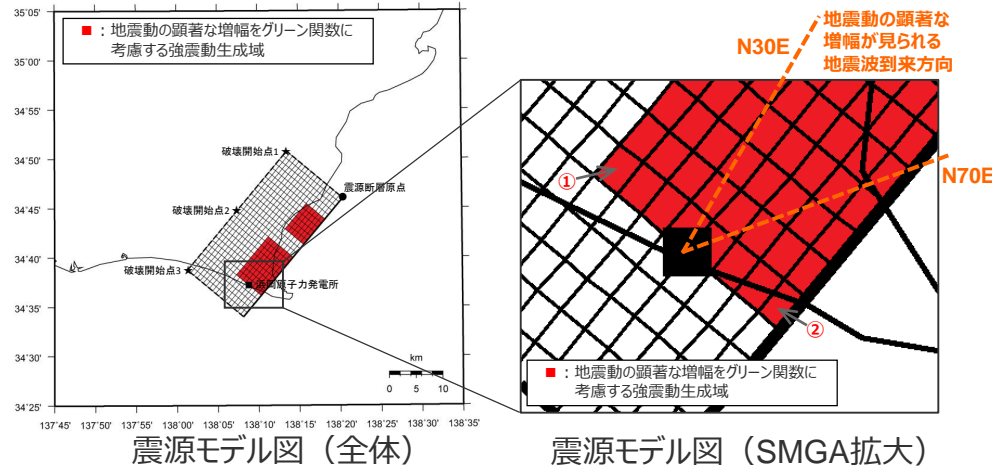 35˚05'
35˚00'
34˚55'
34˚50'
34˚45'
34˚40'
34˚35'
34˚30'
34˚25'
137˚45'
137˚50'
137˚55'
138˚00'
138˚05'
138˚10'
138˚15'
138˚20'
138˚25'
138˚30'
138˚35'
■:地震動の顕著な増幅をグリーン関数に
考慮する強震動生成域
破壊開始点1
震源断層原点
破壊開始点2
破壊開始点3
浜岡原子力発電所
km
0 5 10
震源モデル図(全体)
地震動の顕著な
増幅が見られる
地震波到来方向
N30E
N70E
①
②
■:地震動の顕著な増幅をグリーン関数に
考慮する強震動生成域
震源モデル図(SMGA拡大)